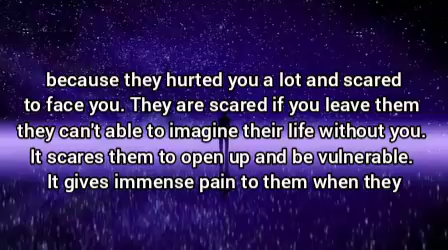 because they hurted you a lot and scared
to face you. They are scared if you leave them
they can't able to imagine their life without you.
It scares them to open up and be vulnerable.
It gives immense pain to them when they